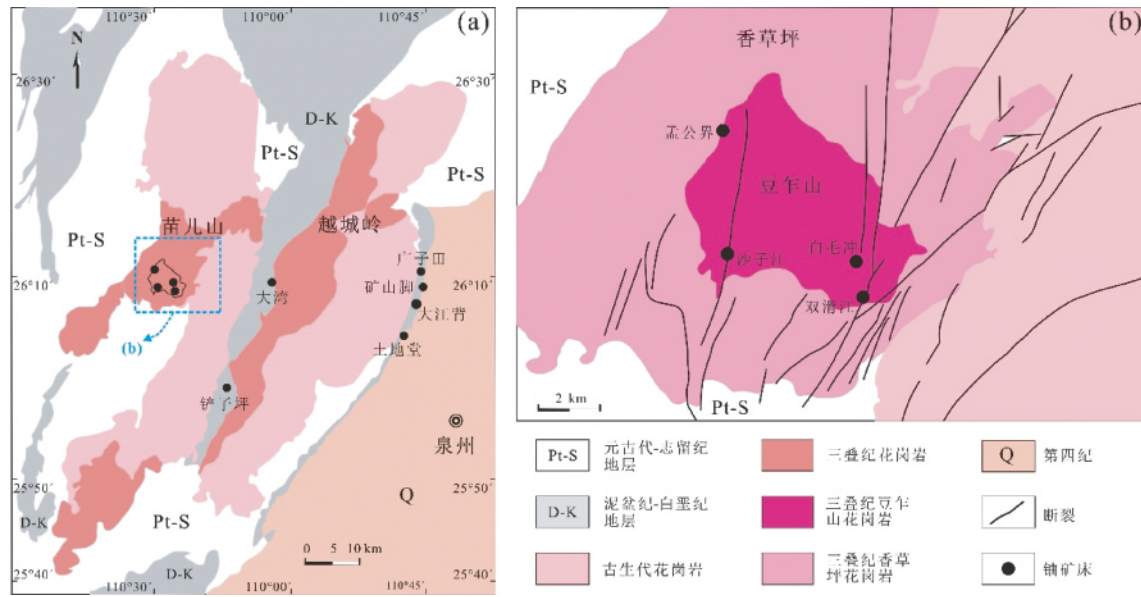 110°30′
110°00′
110°45′
(a)
N
26°30′
26°30′
D-K
Pt-S
Pt-S
苗儿山
越城岭
Pt-S
广子田
26°10′
矿山脚
26°10′
大湾
大江背
土地堂
(b)
铲子坪
泉州
25°50′
25°50′
Q
D-K
Pt-S
0 5 10 km
D-K
25°40′
25°40′
110°30′
110°00′
110°45′
(b)
香草坪
Pt-S
孟公界
豆乍山
白毛冲
沙子江
双滑江
2 km
Pt-S
Pt-S
元古代-志留纪
地层
三叠纪花岗岩
Q
第四纪
D-K
泥盆纪-白垩纪
地层
三叠纪豆乍
山花岗岩
断裂
古生代花岗岩
三叠纪香草
坪花岗岩
铀矿床